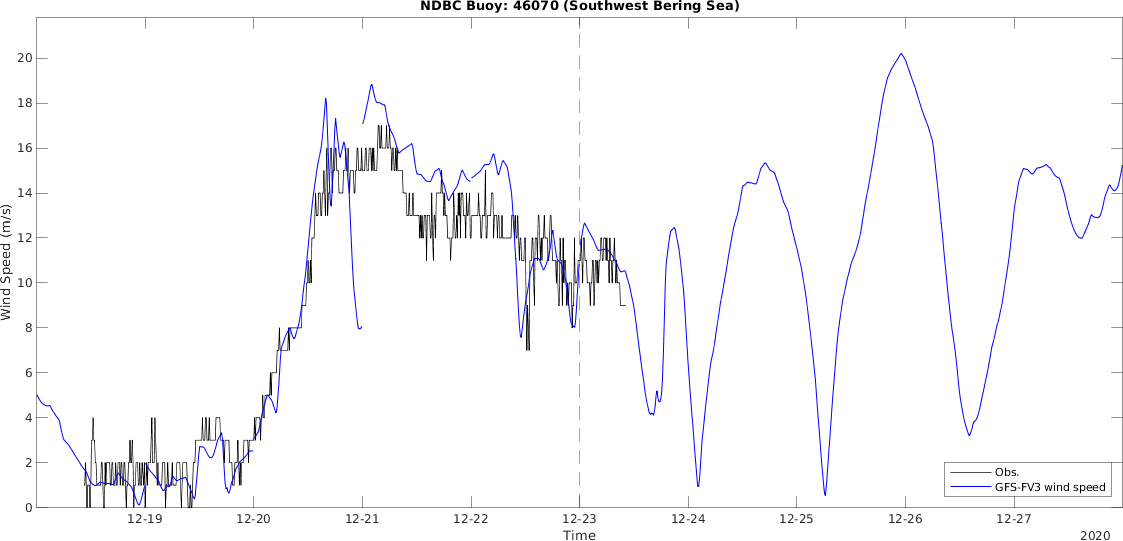 NDBC Buoy: 46070 (Southwest Bering Sea)
Wind Speed (m/s)
20
18
16
14
12
10
8
6
4
2
0
Obs.
GFS-FV3 wind speed
12-19 12-20 12-21 12-22 12-23 12-24 12-25 12-26 12-27
Time
2020